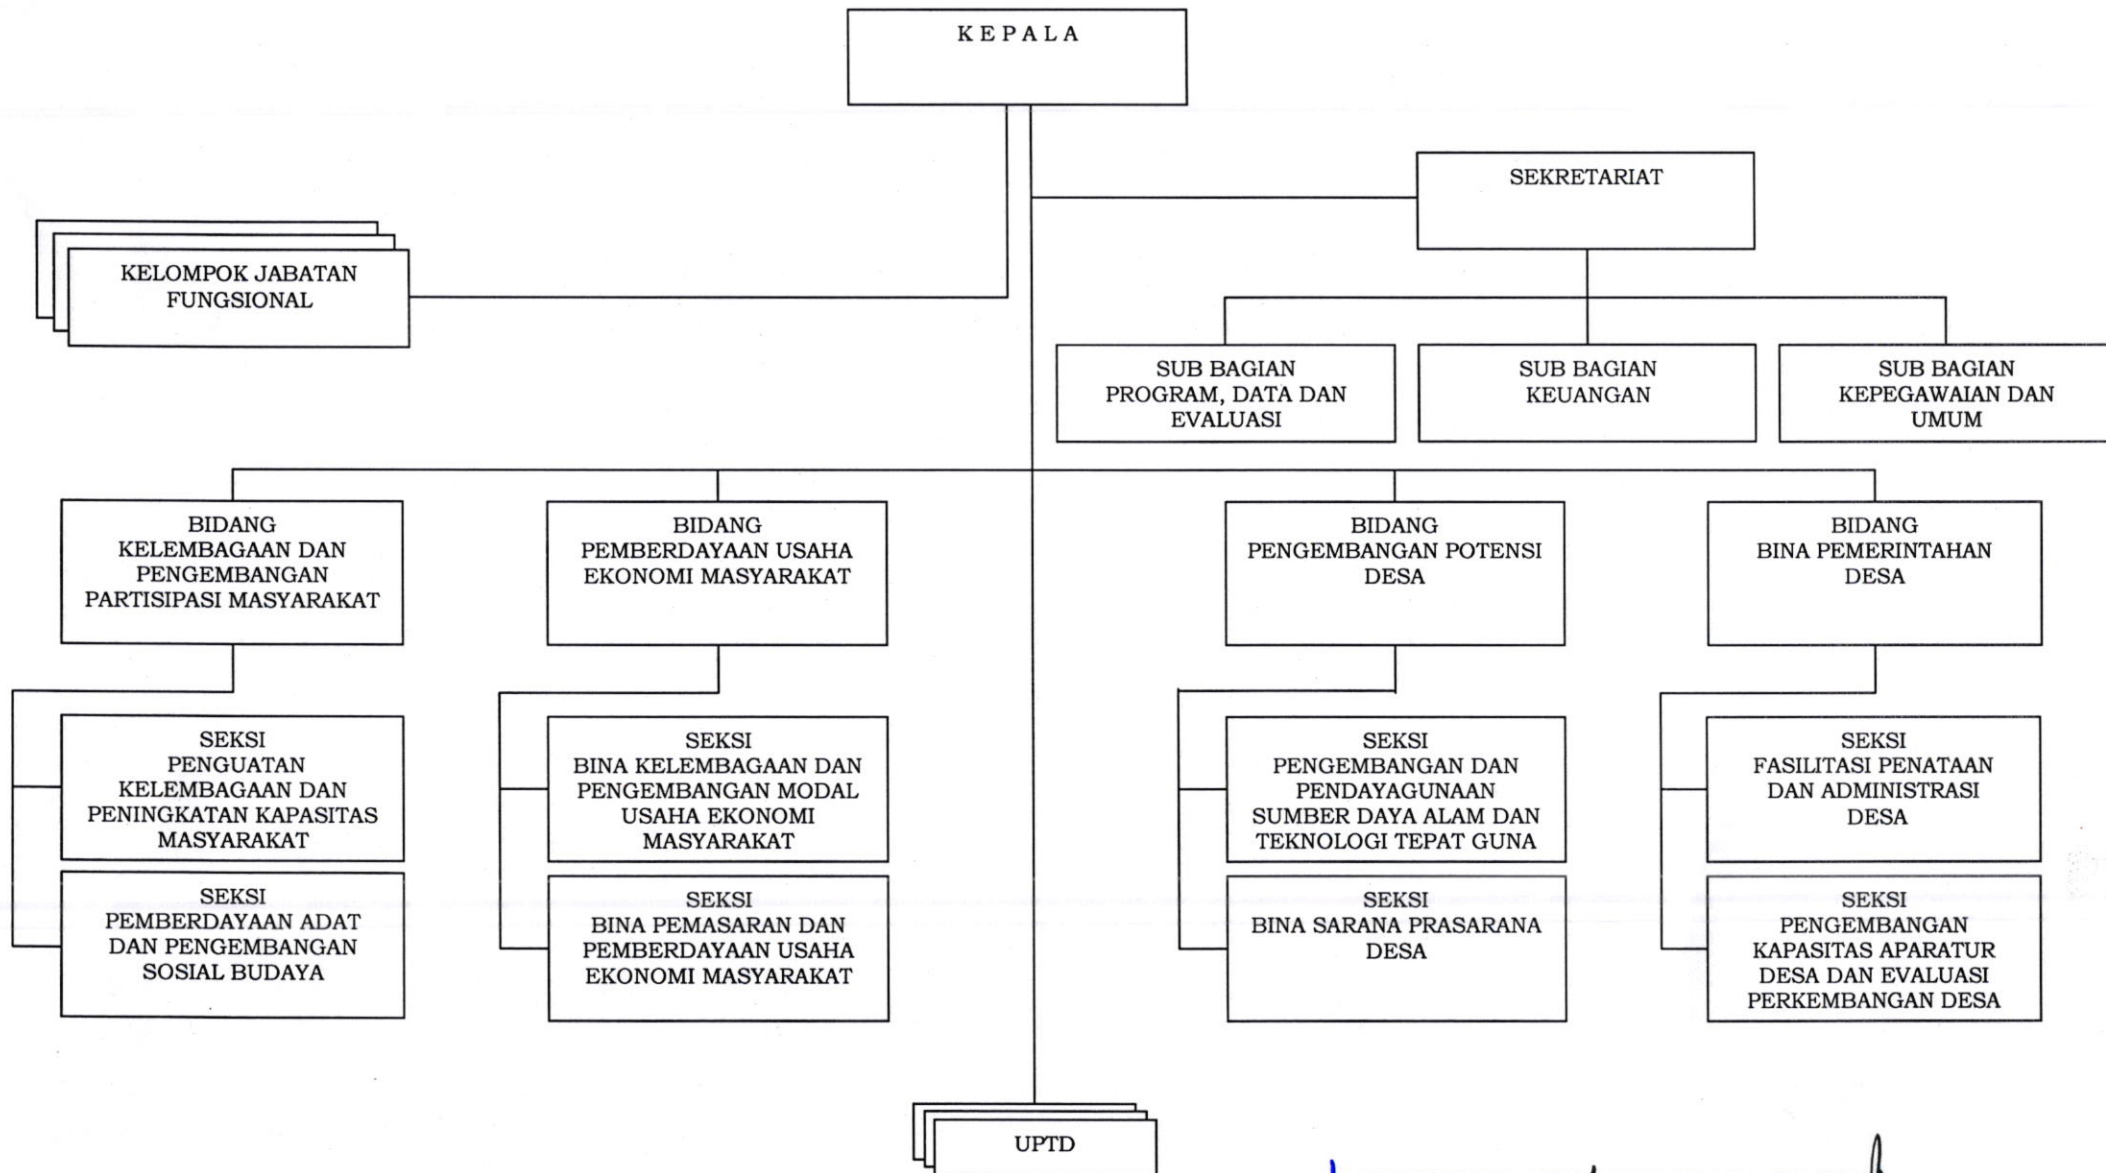 K E P A L A
SEKRETARIAT
KELOMPOK JABATAN
FUNGSIONAL
SUB BAGIAN
PROGRAM, DATA DAN
EVALUASI
SUB BAGIAN
KEUANGAN
SUB BAGIAN
KEPEGAWAIAN DAN
UMUM
BIDANG
KELEMBAGAAN DAN
PENGEMBANGAN
PARTISIPASI MASYARAKAT
BIDANG
PEMBERDAYAAN USAHA
EKONOMI MASYARAKAT
BIDANG
PENGEMBANGAN POTENSI
DESA
BIDANG
BINA PEMERINTAHAN
DESA
SEKSI
PENGUATAN
KELEMBAGAAN DAN
PENINGKATAN KAPASITAS
MASYARAKAT
SEKSI
BINA KELEMBAGAAN DAN
PENGEMBANGAN MODAL
USAHA EKONOMI
MASYARAKAT
SEKSI
PENGEMBANGAN DAN
PENDAYAGUNAAN
SUMBER DAYA ALAM DAN
TEKNOLOGI TEPAT GUNA
SEKSI
FASILITASI PENATAAN
DAN ADMINISTRASI
DESA
SEKSI
PEMBERDAYAAN ADAT
DAN PENGEMBANGAN
SOSIAL BUDAYA
SEKSI
BINA PEMASARAN DAN
PEMBERDAYAAN USAHA
EKONOMI MASYARAKAT
SEKSI
BINA SARANA PRASARANA
DESA
SEKSI
PENGEMBANGAN
KAPASITAS APARATUR
DESA DAN EVALUASI
PERKEMBANGAN DESA
UPTD